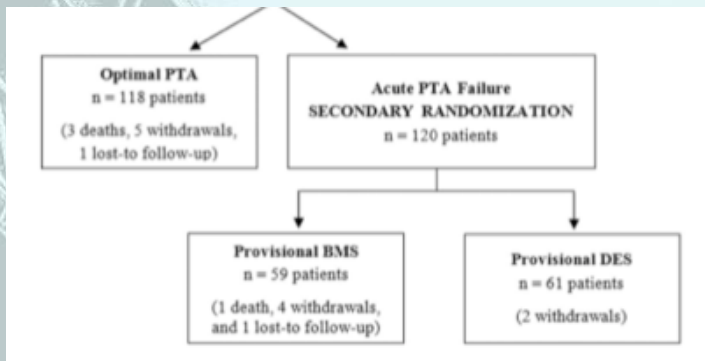 Optimal PTA
n = 118 patients
(3 deaths, 5 withdrawals,
1 lost-to follow-up)
Acute PTA Failure
SECONDARY RANDOMIZATION
n = 120 patients
Provisional BMS
n = 59 patients
(1 death, 4 withdrawals,
and 1 lost-to follow-up)
Provisional DES
n = 61 patients
(2 withdrawals)